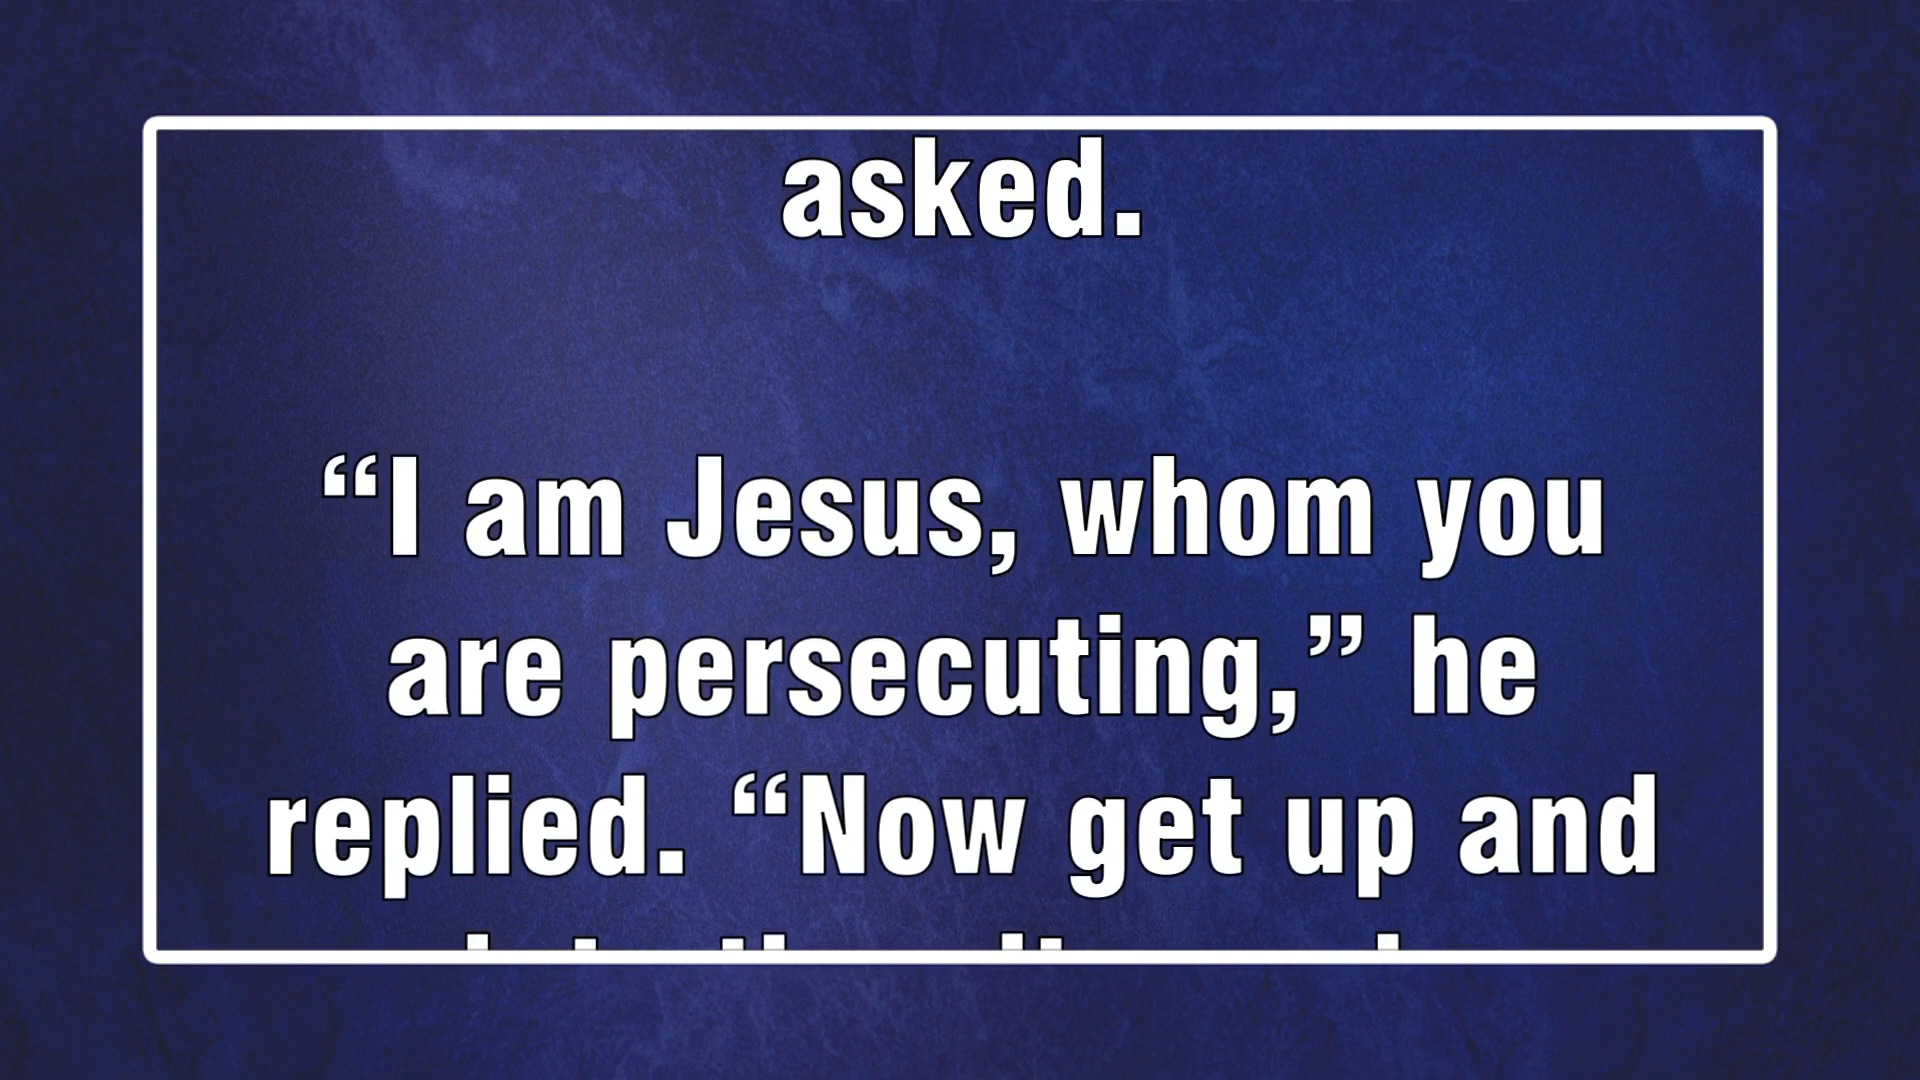 asked.
“I am Jesus, whom you
are persecuting,” he
replied. “Now get up and